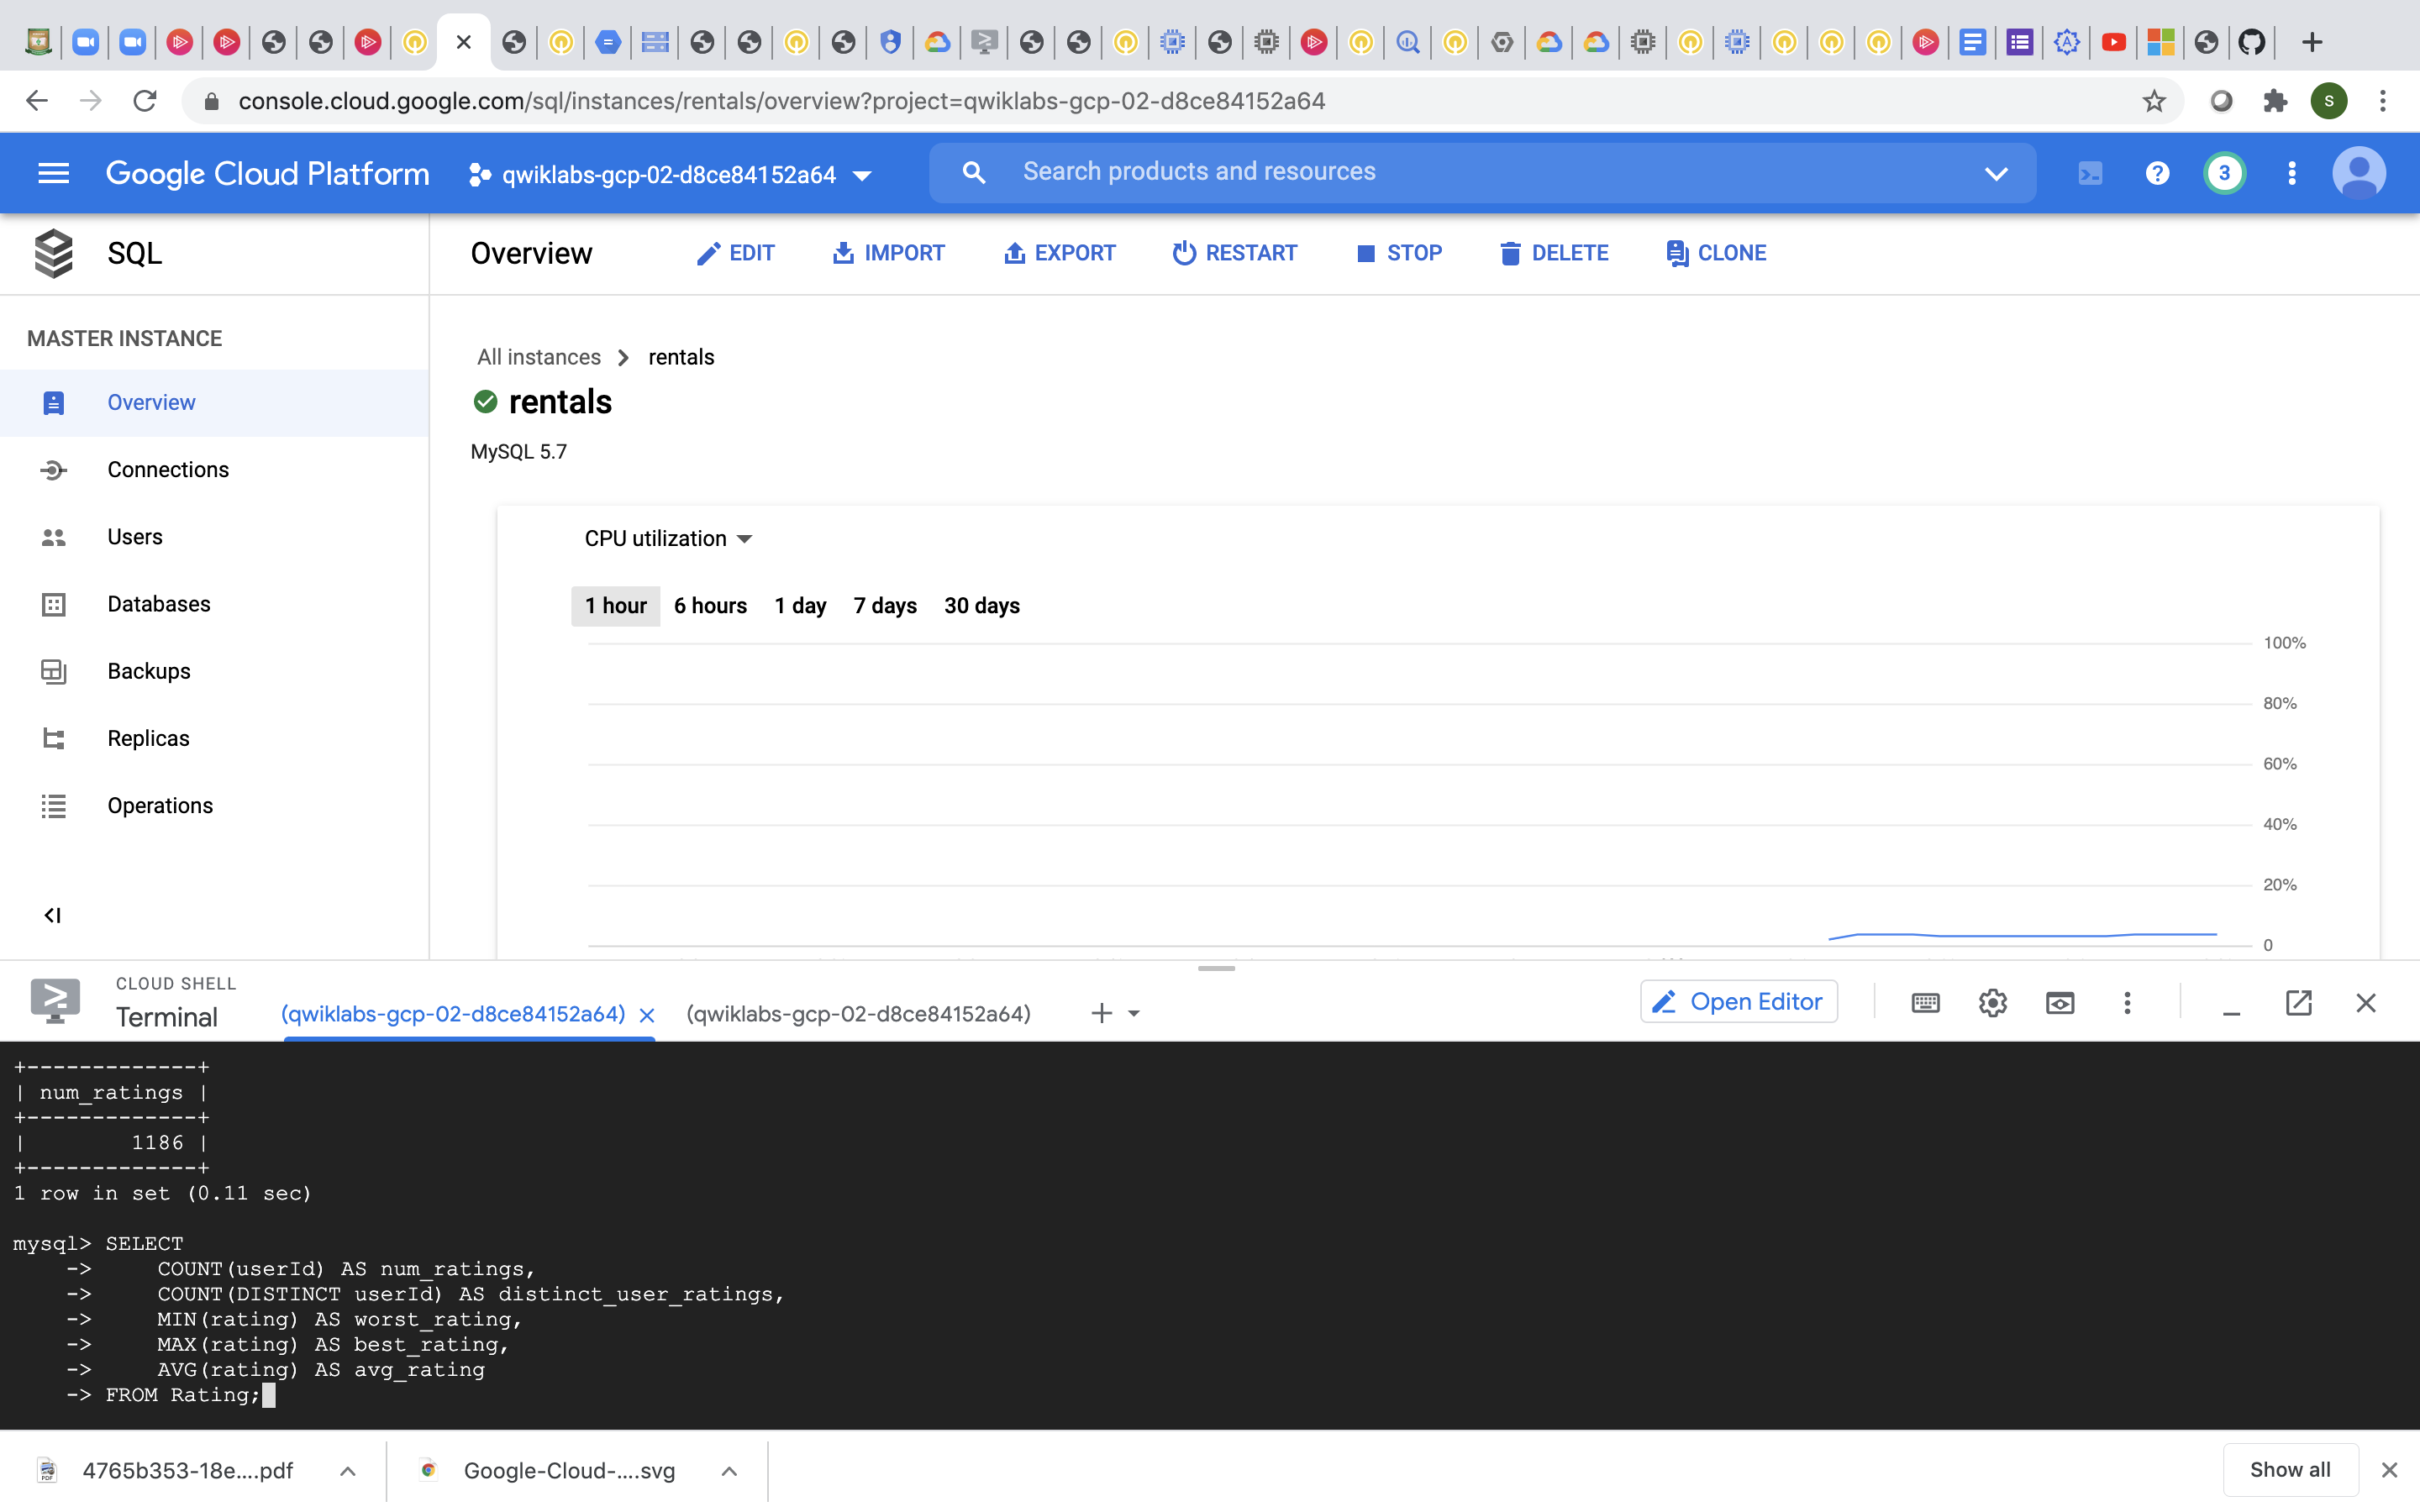 console.cloud.google.com/sql/instances/rentals/overview?project=qwiklabs-gcp-02-d8ce84152a64
S
Google Cloud Platform
qwiklabs-gcp-02-d8ce84152a64
Search products and resources
3
SQL
Overview
EDIT
IMPORT
EXPORT
RESTART
STOP
DELETE
CLONE
MASTER INSTANCE
Overview
Connections
Users
Databases
Backups
Replicas
Operations
All instances
rentals
rentals
MySQL 5.7
CPU utilization
1 hour
6 hours
1 day
7 days
30 days
100%
80%
60%
40%
20%
0
CLOUD SHELL
Terminal
(qwiklabs-gcp-02-d8ce84152a64)
(qwiklabs-gcp-02-d8ce84152a64)
Open Editor
+-------------+
| num_ratings |
+-------------+
|        1186 |
+-------------+
1 row in set (0.11 sec)
mysql> SELECT
    ->     COUNT(userId) AS num_ratings,
    ->     COUNT(DISTINCT userId) AS distinct_user_ratings,
    ->     MIN(rating) AS worst_rating,
    ->     MAX(rating) AS best_rating,
    ->     AVG(rating) AS avg_rating
    -> FROM Rating;
4765b353-18e....pdf
Google-Cloud-....svg
Show all